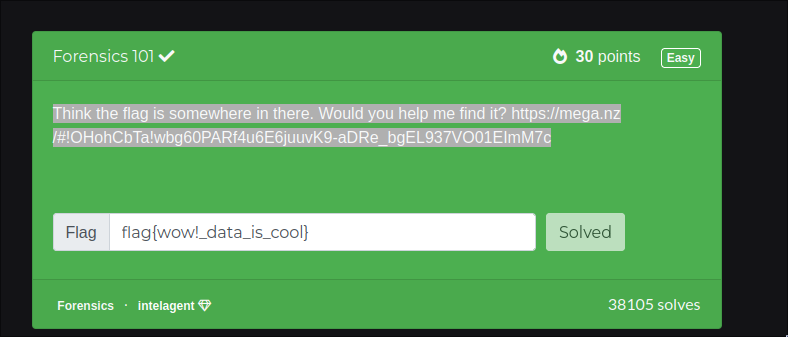 Forensics 101 30 points Easy
Think the flag is somewhere in there. Would you help me find it? https://mega.nz
/#!OHohCbTa!wbg60PARf4u6E6juuvK9-aDRe_bgEL937VO01EImM7c
Flag flag{wow!_data_is_cool} Solved
Forensics · intelagent 38105 solves